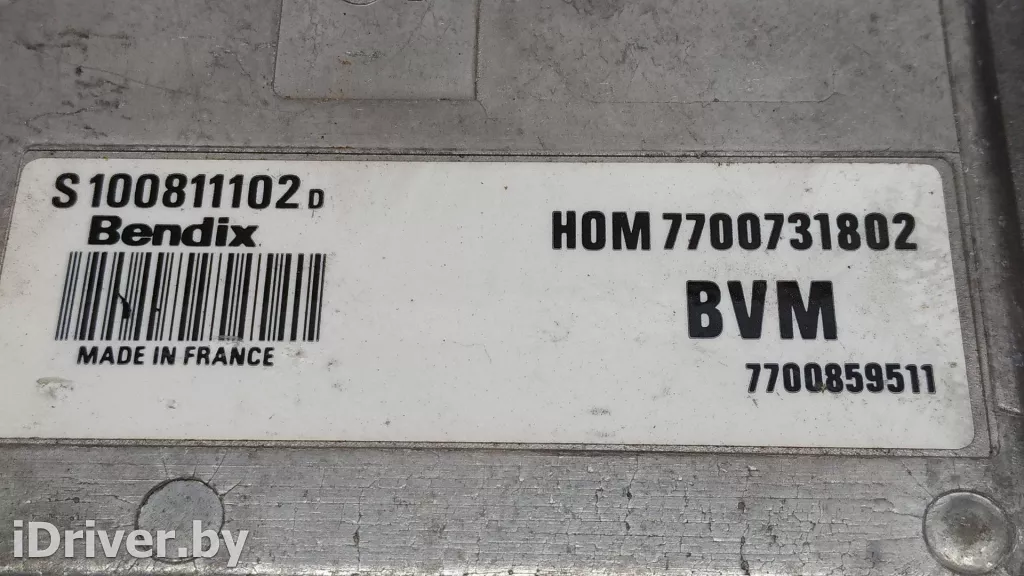 S100811102 D
Bendix
MADE IN FRANCE
HOM 7700731802
BVM
7700859511
iDriver.by